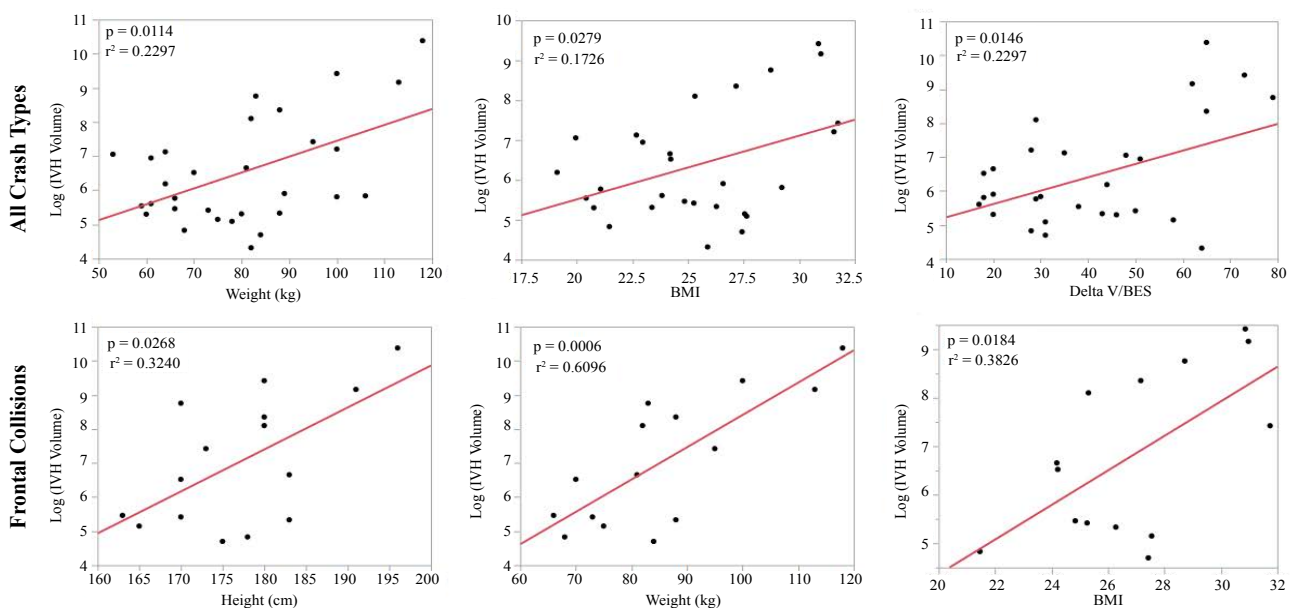 All Crash Types
Log (IVH Volume)
11
10
9
8
7
6
5
4
p = 0.0114
r² = 0.2297
50 60 70 80 90 100 110 120
Weight (kg)
Log (IVH Volume)
10
9
8
7
6
5
4
p = 0.0279
r² = 0.1726
17.5 20 22.5 25 27.5 30 32.5
BMI
Log (IVH Volume)
11
10
9
8
7
6
5
4
p = 0.0146
r² = 0.2297
10 20 30 40 50 60 70 80
Delta V/BES
Frontal Collisions
Log (IVH Volume)
11
10
9
8
7
6
5
4
p = 0.0268
r² = 0.3240
160 165 170 175 180 185 190 195 200
Height (cm)
Log (IVH Volume)
11
10
9
8
7
6
5
4
p = 0.0006
r² = 0.6096
60 70 80 90 100 110 120
Weight (kg)
Log (IVH Volume)
9
8
7
6
5
p = 0.0184
r² = 0.3826
20 22 24 26 28 30 32
BMI